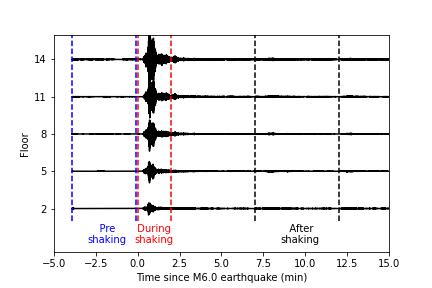 14
11
8
5
2
Floor
Pre
shaking
During
shaking
After
shaking
−5.0 −2.5 0.0 2.5 5.0 7.5 10.0 12.5 15.0
Time since M6.0 earthquake (min)